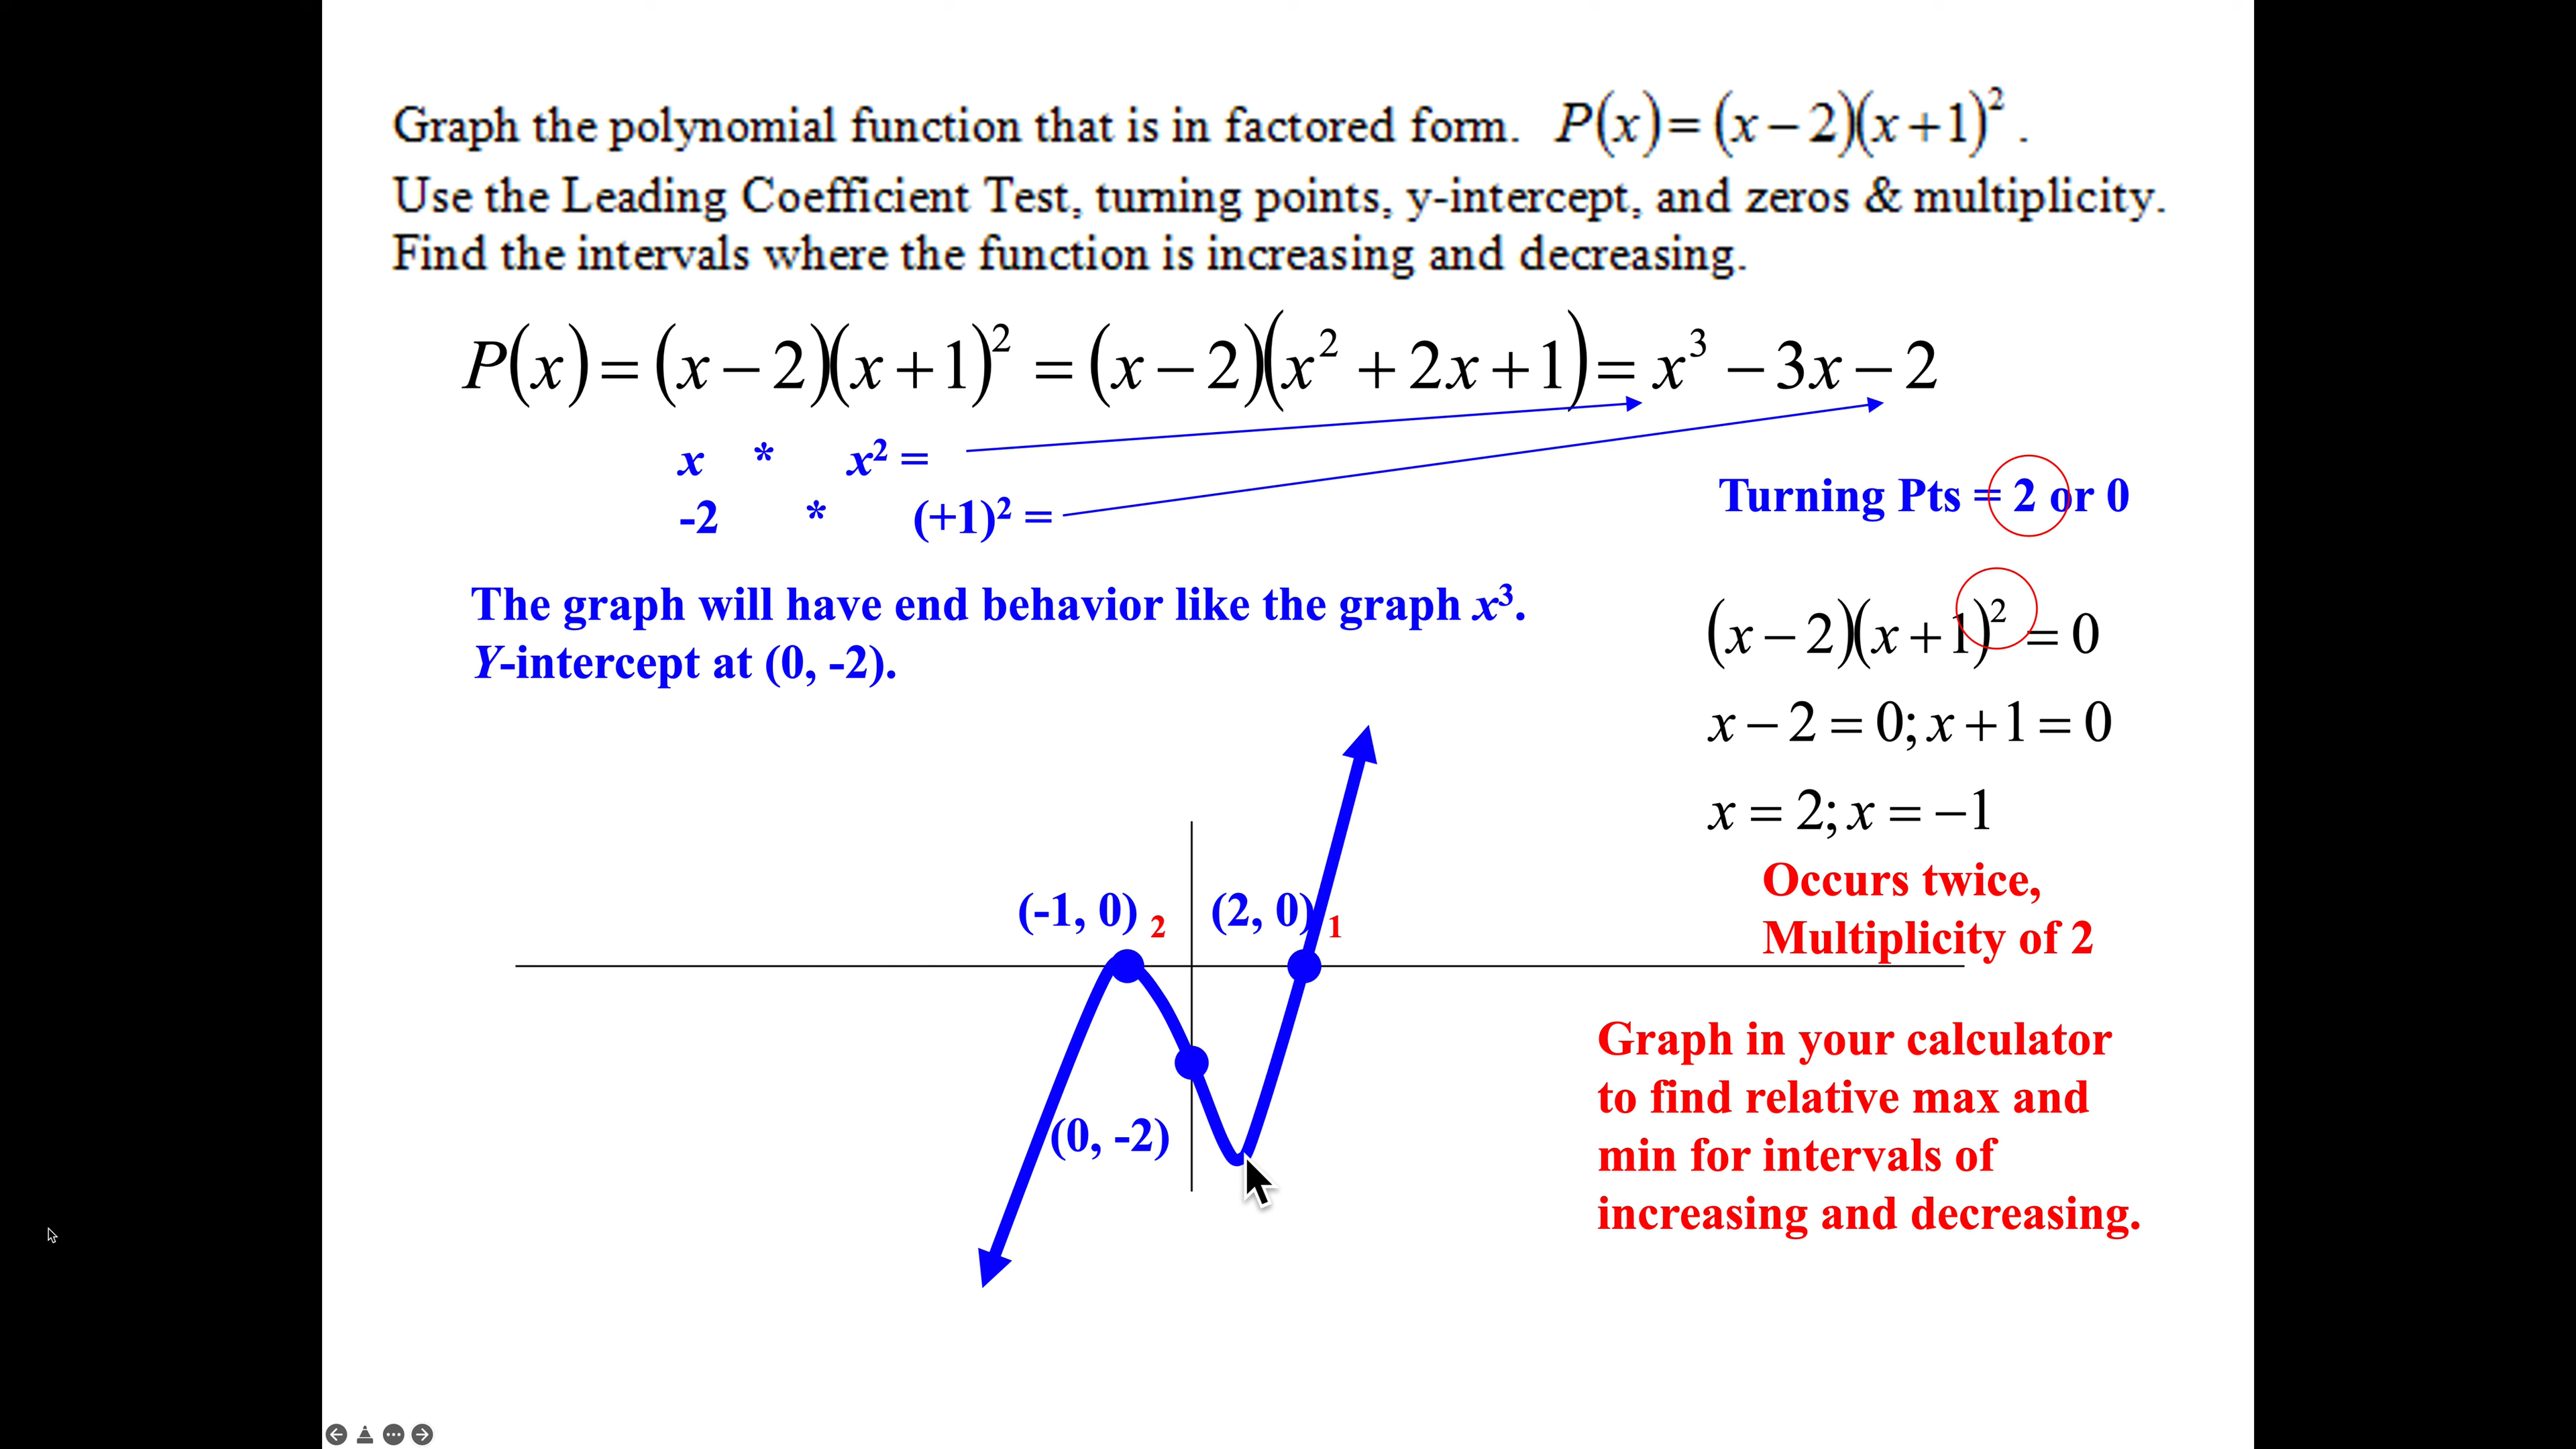 Graph the polynomial function that is in factored form. P(x) = (x − 2)(x + 1)².
Use the Leading Coefficient Test, turning points, y-intercept, and zeros & multiplicity.
Find the intervals where the function is increasing and decreasing.
P(x) = (x − 2)(x + 1)² = (x − 2)(x² + 2x + 1) = x³ − 3x − 2
x * x² =
-2 * (+1)² =
Turning Pts = 2 or 0
The graph will have end behavior like the graph x³.
Y-intercept at (0, -2).
(x − 2)(x + 1)² = 0
x − 2 = 0; x + 1 = 0
x = 2; x = −1
Occurs twice,
Multiplicity of 2
(-1, 0) 2 (2, 0) 1
(0, -2)
Graph in your calculator
to find relative max and
min for intervals of
increasing and decreasing.